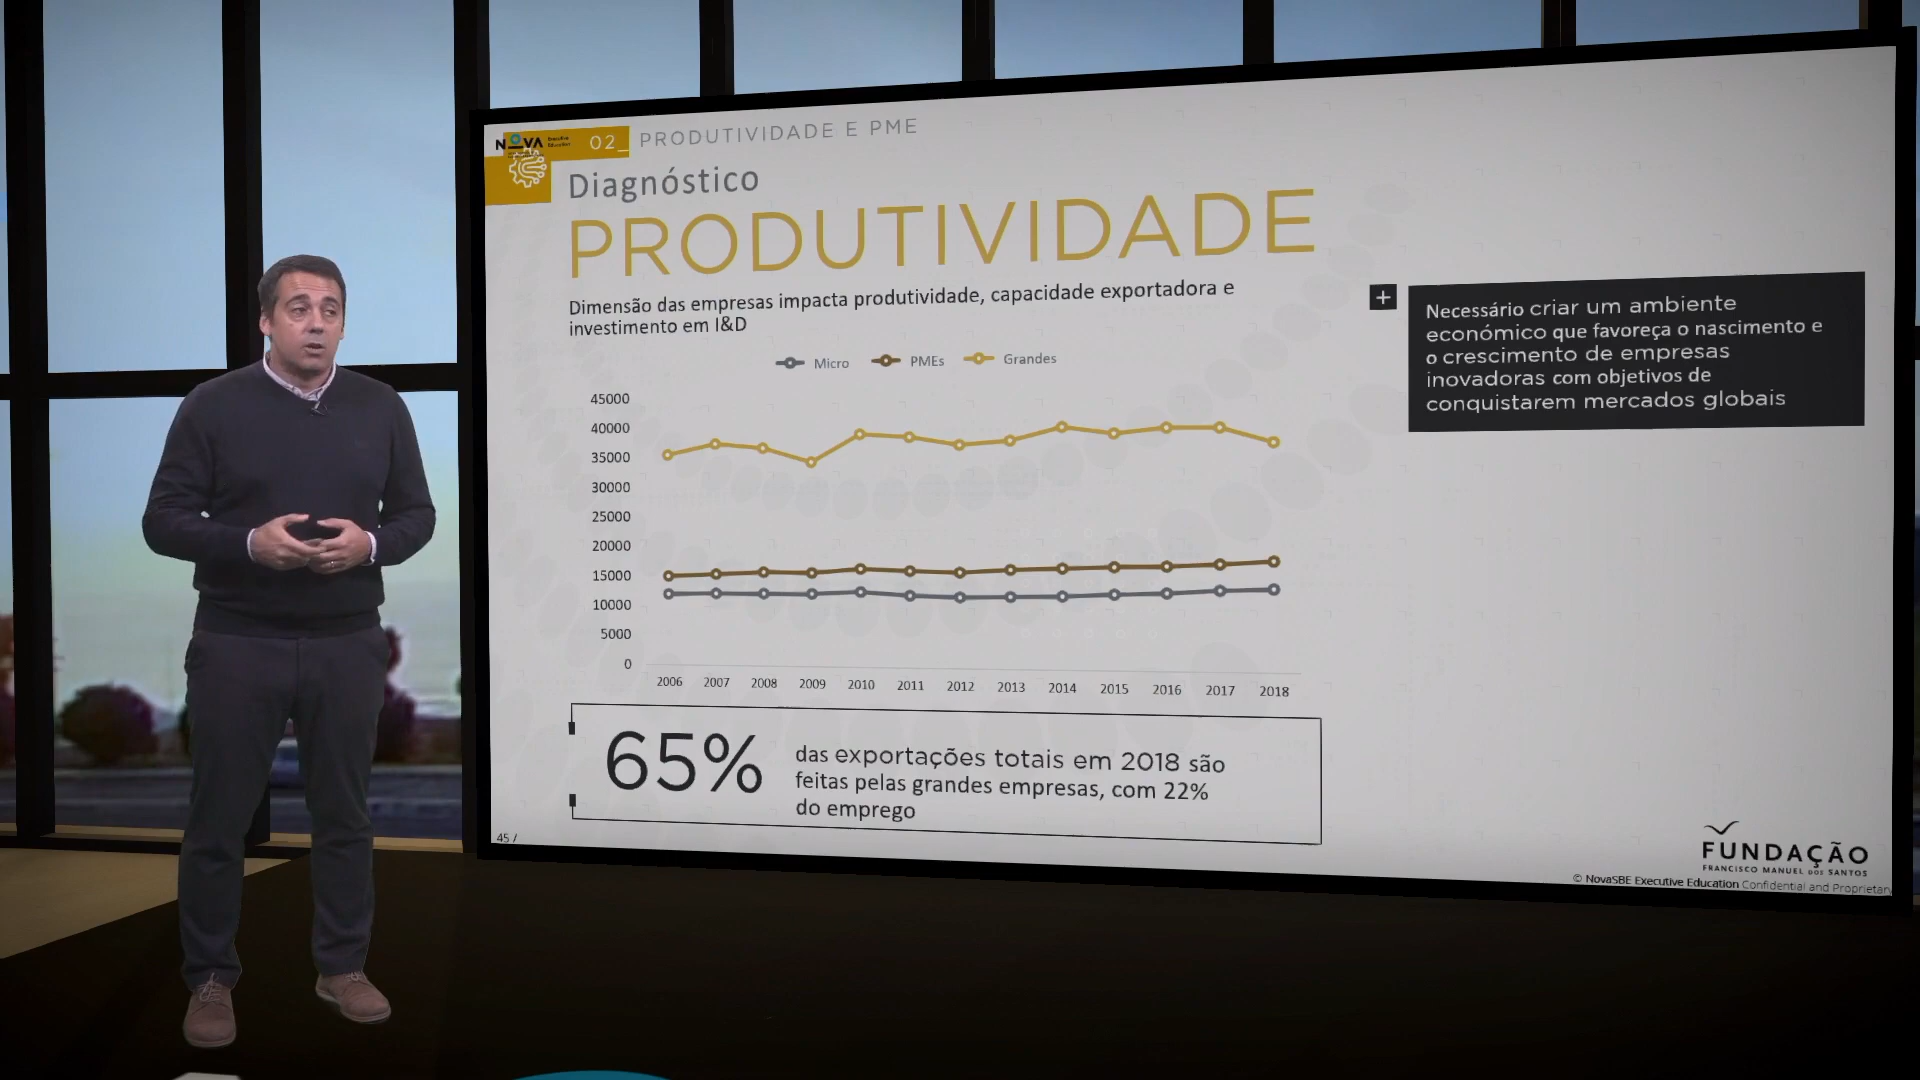 NOVA
Executive
Education
02_
PRODUTIVIDADE E PME
Diagnóstico
PRODUTIVIDADE
Dimensão das empresas impacta produtividade, capacidade exportadora e
investimento em I&D
Micro
PMEs
Grandes
45000
40000
35000
30000
25000
20000
15000
10000
5000
0
2006 2007 2008 2009 2010 2011 2012 2013 2014 2015 2016 2017 2018
+
Necessário criar um ambiente
económico que favoreça o nascimento e
o crescimento de empresas
inovadoras com objetivos de
conquistarem mercados globais
65%
das exportações totais em 2018 são
feitas pelas grandes empresas, com 22%
do emprego
45 /
FUNDAÇÃO
FRANCISCO MANUEL DOS SANTOS
© NovaSBE Executive Education Confidential and Proprietary